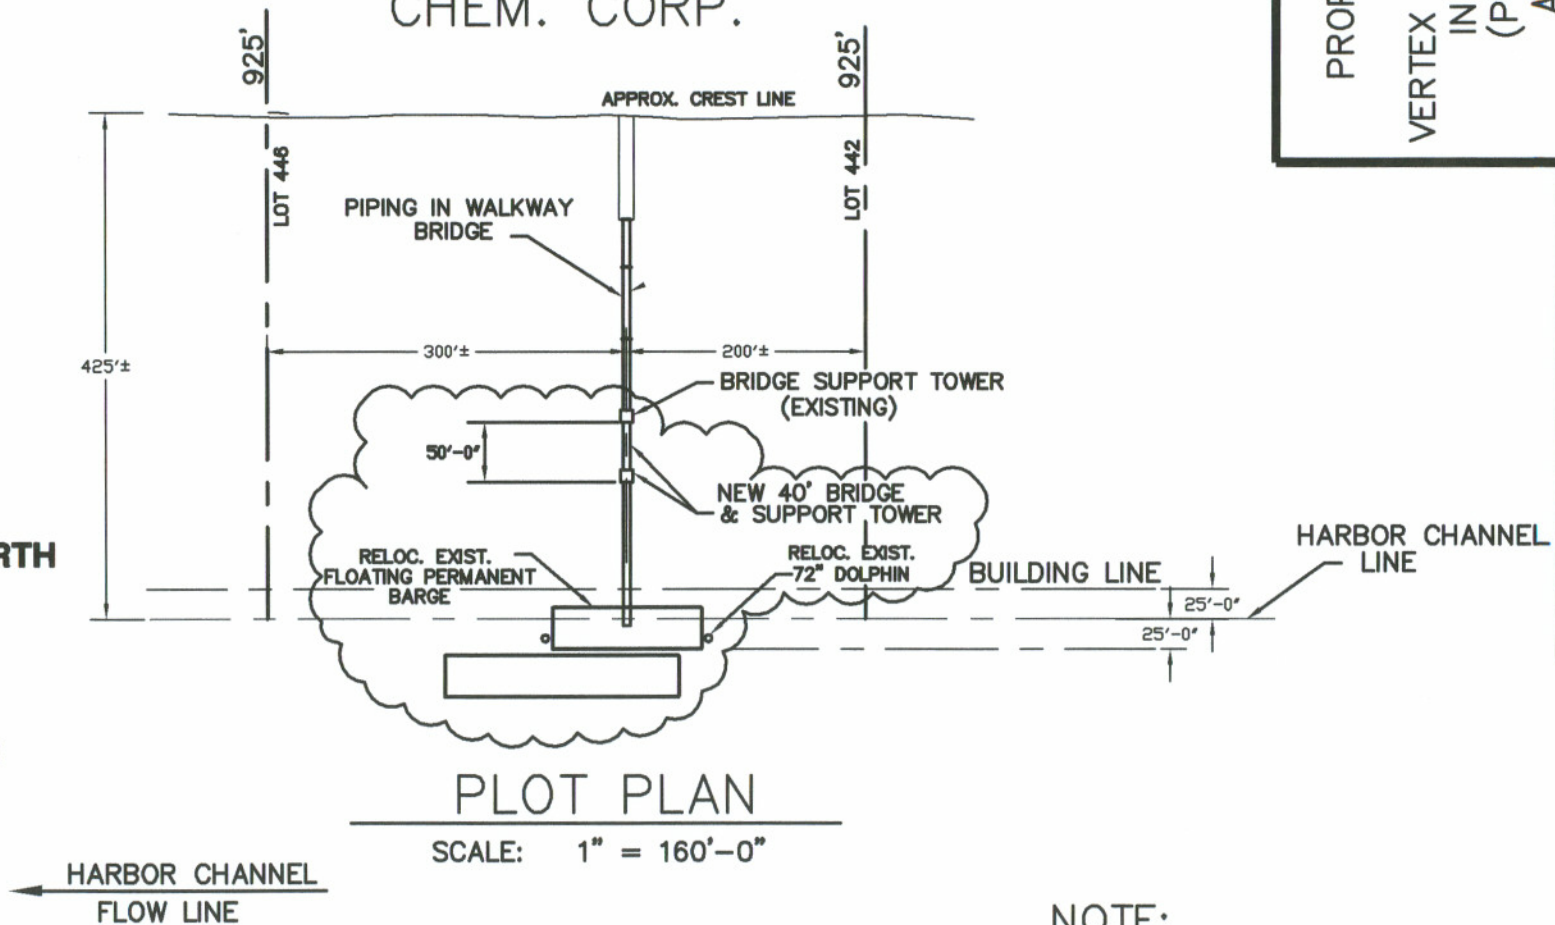 CHEM. CORP.
925'
925'
PROP
VERTEX
IN
(P
A
APPROX. CREST LINE
LOT 446
LOT 442
PIPING IN WALKWAY
BRIDGE
425'±
300'±
200'±
BRIDGE SUPPORT TOWER
(EXISTING)
50'-0"
NEW 40' BRIDGE
& SUPPORT TOWER
RTH
RELOC. EXIST.
FLOATING PERMANENT
BARGE
RELOC. EXIST.
72" DOLPHIN
BUILDING LINE
HARBOR CHANNEL
LINE
25'-0"
25'-0"
PLOT PLAN
SCALE: 1" = 160'-0"
HARBOR CHANNEL
FLOW LINE
NOTE: